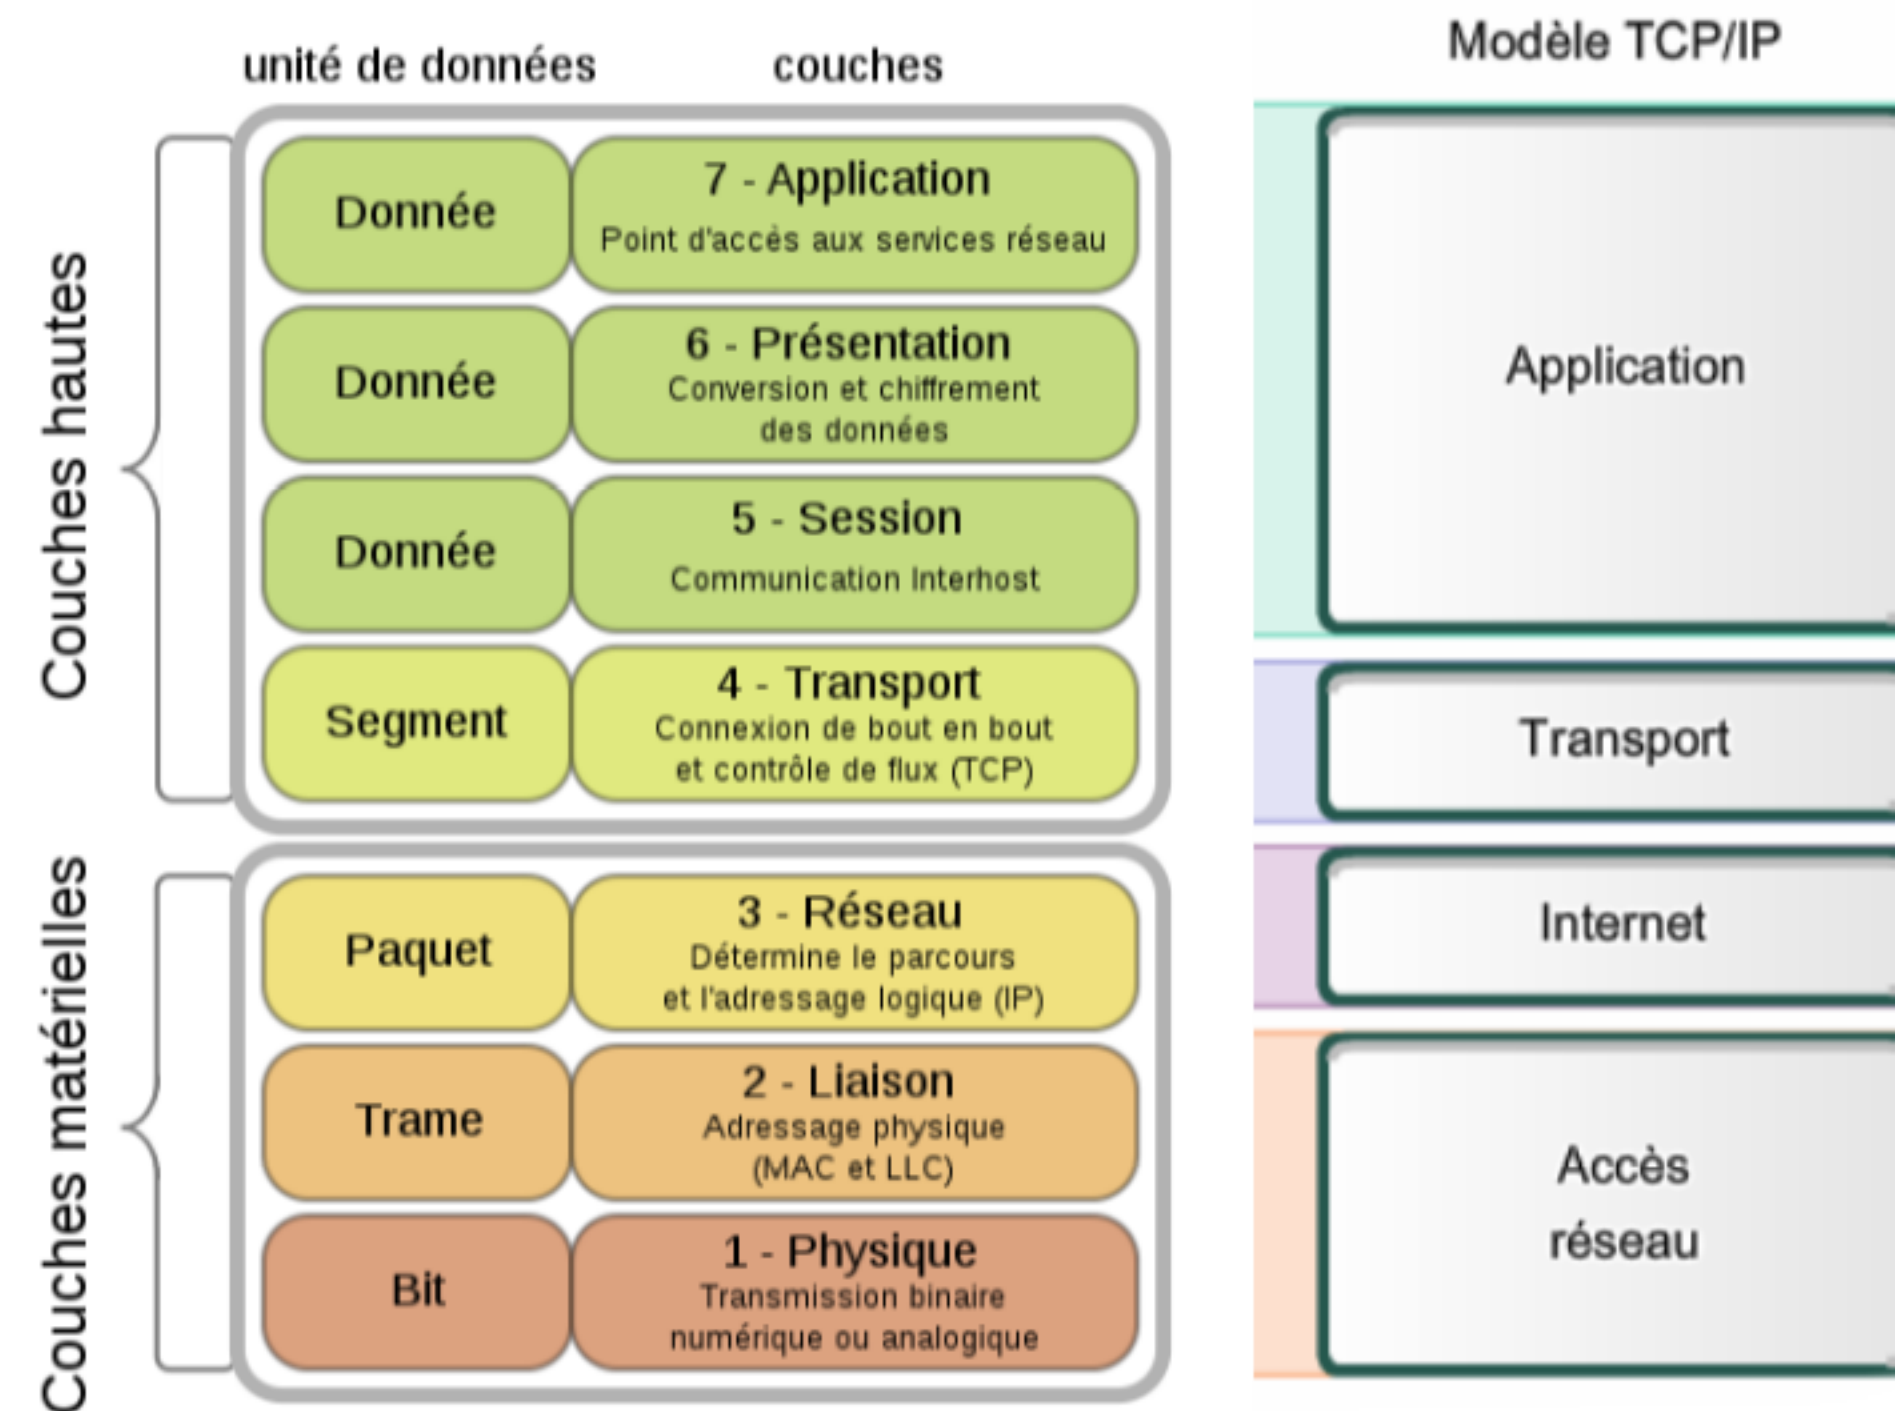 unité de données
couches
Couches hautes
Donnée
7 - Application
Point d'accès aux services réseau
Donnée
6 - Présentation
Conversion et chiffrement
des données
Donnée
5 - Session
Communication Interhost
Segment
4 - Transport
Connexion de bout en bout
et contrôle de flux (TCP)
Couches matérielles
Paquet
3 - Réseau
Détermine le parcours
et l'adressage logique (IP)
Trame
2 - Liaison
Adressage physique
(MAC et LLC)
Bit
1 - Physique
Transmission binaire
numérique ou analogique
Modèle TCP/IP
Application
Transport
Internet
Accès
réseau